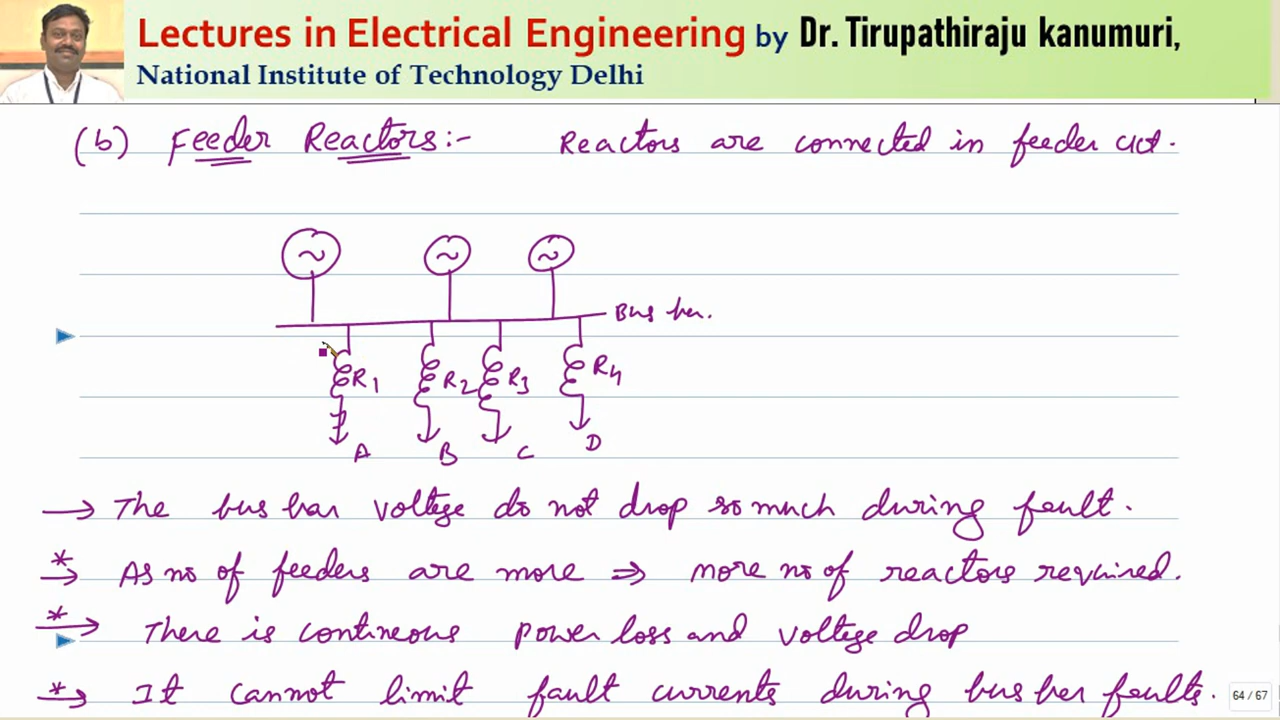 Lectures in Electrical Engineering by Dr. Tirupathiraju kanumuri,
National Institute of Technology Delhi
(b) Feeder Reactors:- Reactors are connected in feeder ckt.
~ ~ ~
Bus bar.
R1 R2 R3 R4
A B C D
→ The bus bar voltage do not drop so much during fault.
* → As no of feeders are more ⇒ more no of reactors required.
* → There is contineous power loss and voltage drop
* → It cannot limit fault currents during bus bar faults.
64 / 67